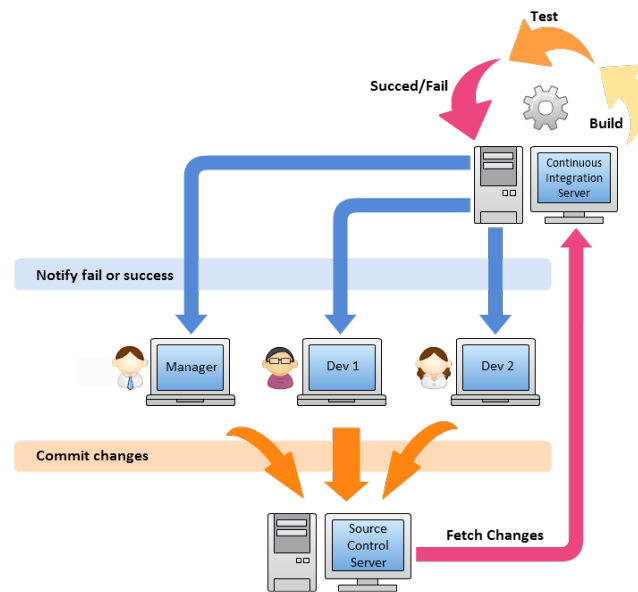 Test
Succed/Fail
Build
Continuous
Integration
Server
Notify fail or success
Manager
Dev 1
Dev 2
Commit changes
Source
Control
Server
Fetch Changes